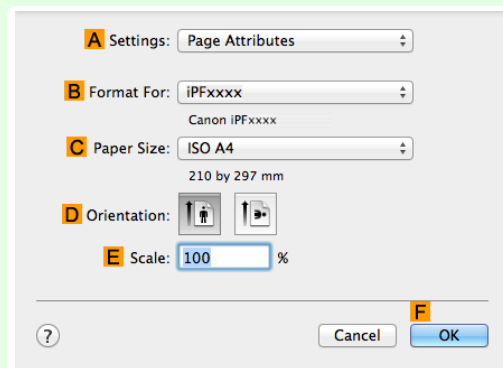 A Settings: Page Attributes
B Format For: iPFxxxx
Canon iPFxxxx
C Paper Size: ISO A4
210 by 297 mm
D Orientation:
E Scale: 100 %
F
? Cancel OK